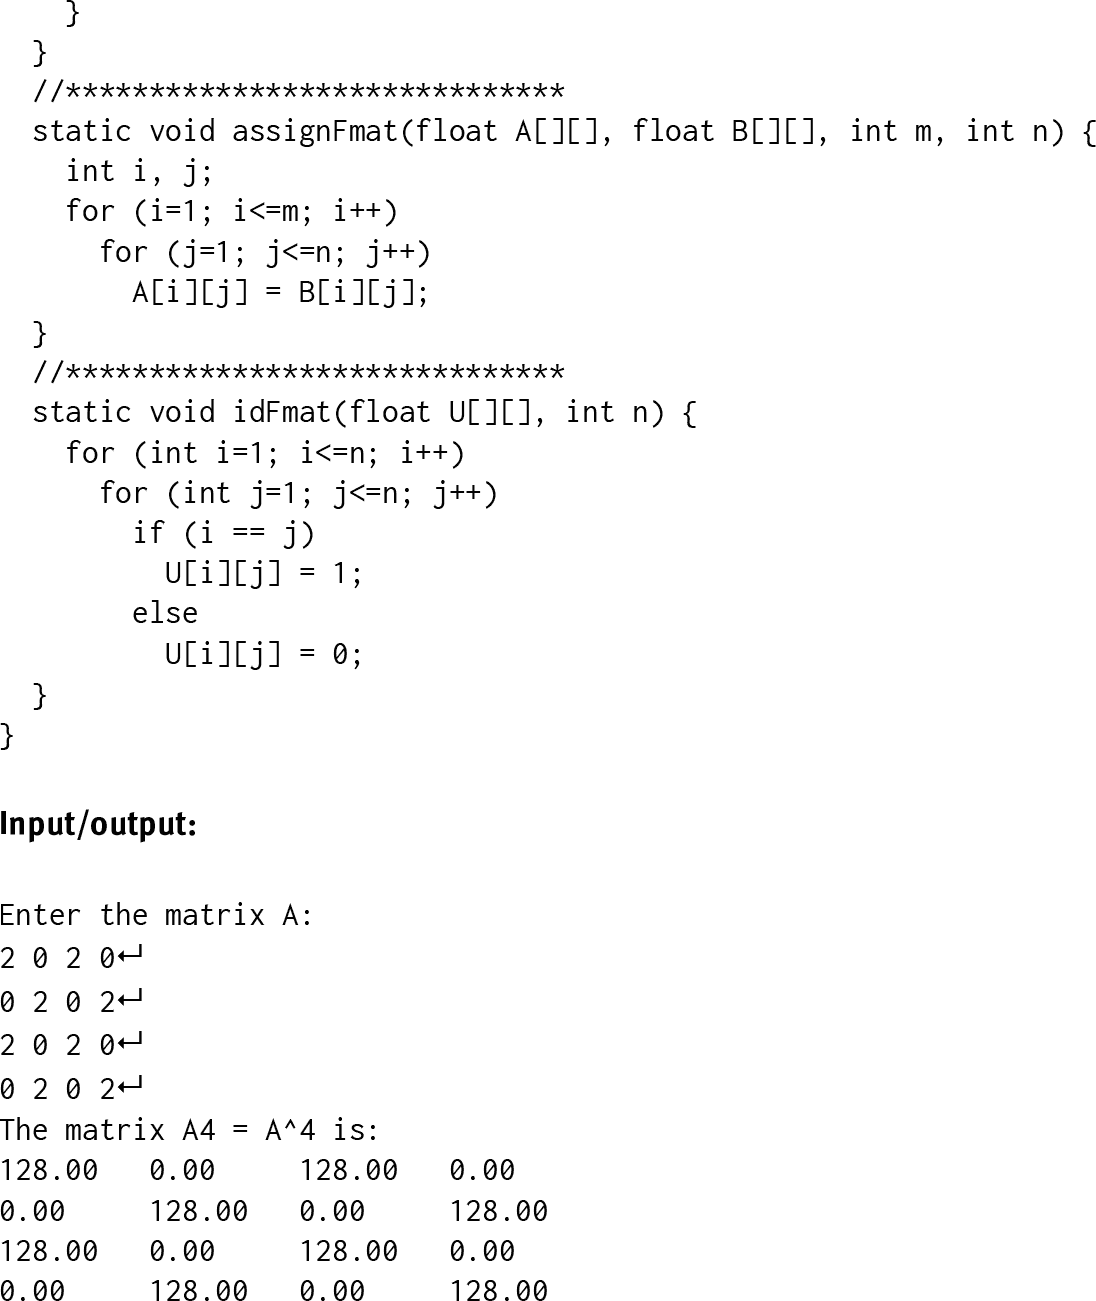 }
  }
  //******************************
  static void assignFmat(float A[][], float B[][], int m, int n) {
    int i, j;
    for (i=1; i<=m; i++)
      for (j=1; j<=n; j++)
        A[i][j] = B[i][j];
  }
  //******************************
  static void idFmat(float U[][], int n) {
    for (int i=1; i<=n; i++)
      for (int j=1; j<=n; j++)
        if (i == j)
          U[i][j] = 1;
        else
          U[i][j] = 0;
  }
}
Input/output:
Enter the matrix A:
2 0 2 0↵
0 2 0 2↵
2 0 2 0↵
0 2 0 2↵
The matrix A4 = A^4 is:
128.00   0.00     128.00   0.00
0.00     128.00   0.00     128.00
128.00   0.00     128.00   0.00
0.00     128.00   0.00     128.00